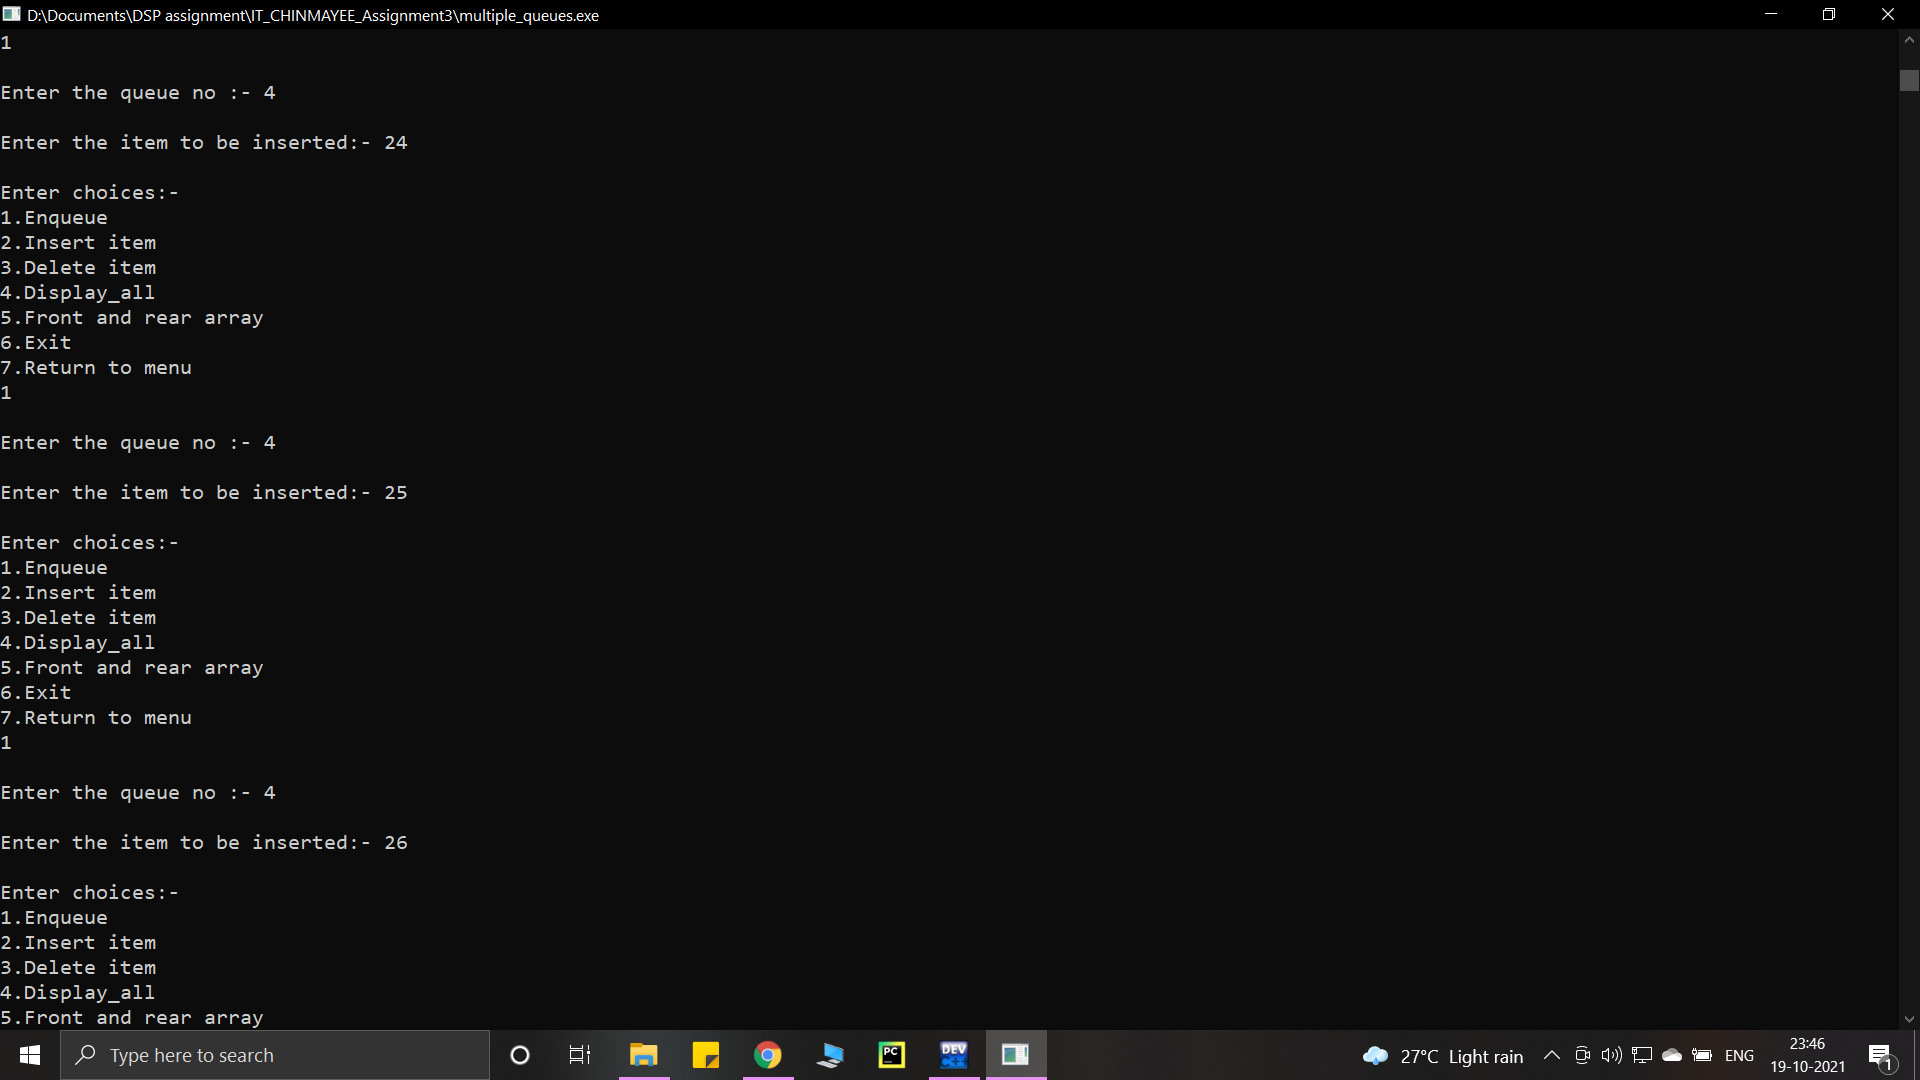 D:\Documents\DSP assignment\IT_CHINMAYEE_Assignment3\multiple_queues.exe
1
Enter the queue no :- 4
Enter the item to be inserted:- 24
Enter choices:-
1.Enqueue
2.Insert item
3.Delete item
4.Display_all
5.Front and rear array
6.Exit
7.Return to menu
1
Enter the queue no :- 4
Enter the item to be inserted:- 25
Enter choices:-
1.Enqueue
2.Insert item
3.Delete item
4.Display_all
5.Front and rear array
6.Exit
7.Return to menu
1
Enter the queue no :- 4
Enter the item to be inserted:- 26
Enter choices:-
1.Enqueue
2.Insert item
3.Delete item
4.Display_all
5.Front and rear array
Type here to search
PC
DEV
C++
27°C Light rain
ENG
23:46
19-10-2021
1